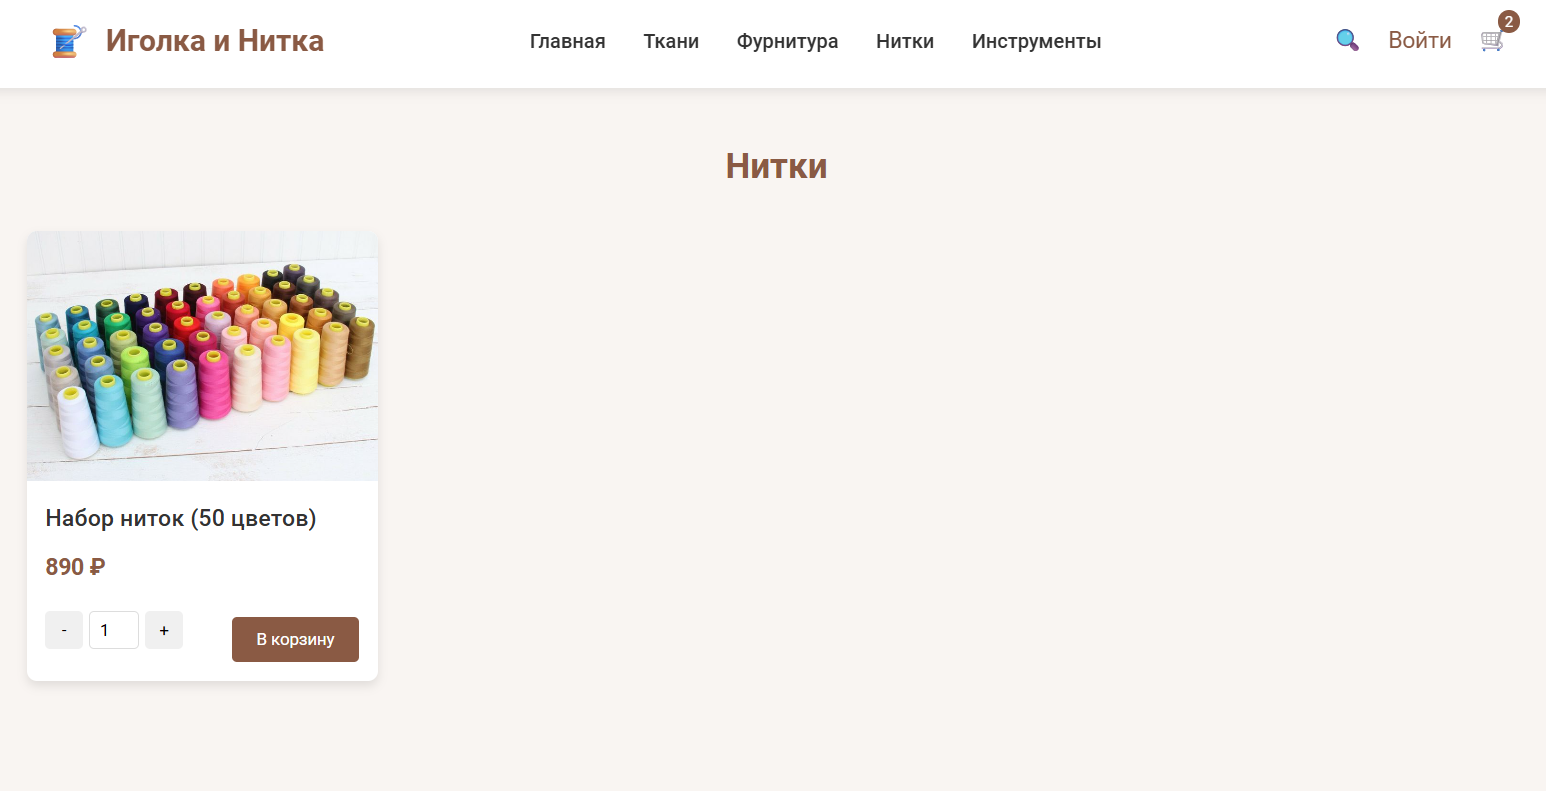 Иголка и Нитка
Главная Ткани Фурнитура Нитки Инструменты
Войти
2
Нитки
Набор ниток (50 цветов)
890 ₽
- 1 +
В корзину